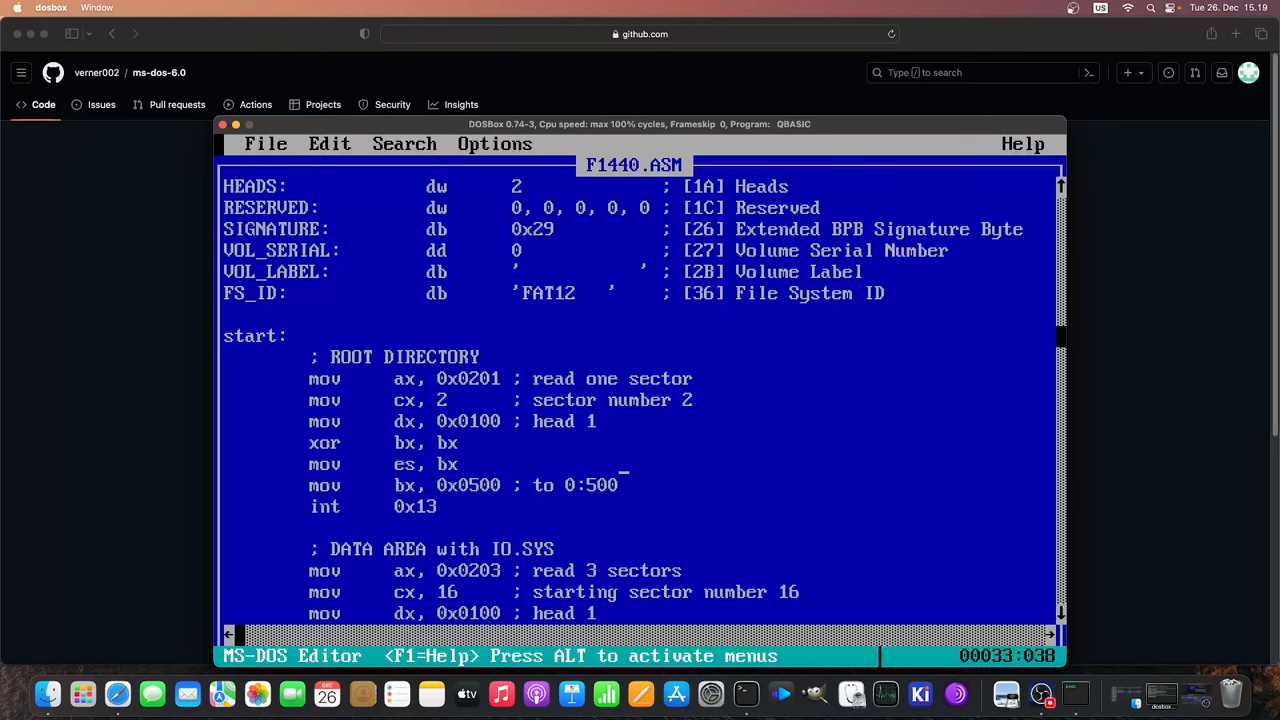 dosbox Window US Tue 26. Dec 15.19
github.com
verner002 / ms-dos-6.0 Type / to search
Code Issues Pull requests Actions Projects Security Insights
DOSBox 0.74-3, Cpu speed: max 100% cycles, Frameskip 0, Program: QBASIC
File Edit Search Options Help
F1440.ASM
HEADS: dw 2 ; [1A] Heads
RESERVED: dw 0, 0, 0, 0, 0 ; [1C] Reserved
SIGNATURE: db 0x29 ; [26] Extended BPB Signature Byte
VOL_SERIAL: dd 0 ; [27] Volume Serial Number
VOL_LABEL: db '           ' ; [2B] Volume Label
FS_ID: db 'FAT12   ' ; [36] File System ID
start:
; ROOT DIRECTORY
mov ax, 0x0201 ; read one sector
mov cx, 2 ; sector number 2
mov dx, 0x0100 ; head 1
xor bx, bx
mov es, bx
mov bx, 0x0500 ; to 0:500
int 0x13
; DATA AREA with IO.SYS
mov ax, 0x0203 ; read 3 sectors
mov cx, 16 ; starting sector number 16
mov dx, 0x0100 ; head 1
MS-DOS Editor <F1=Help> Press ALT to activate menus 00033:038
DEC
26
tv
Ki
dosbox...